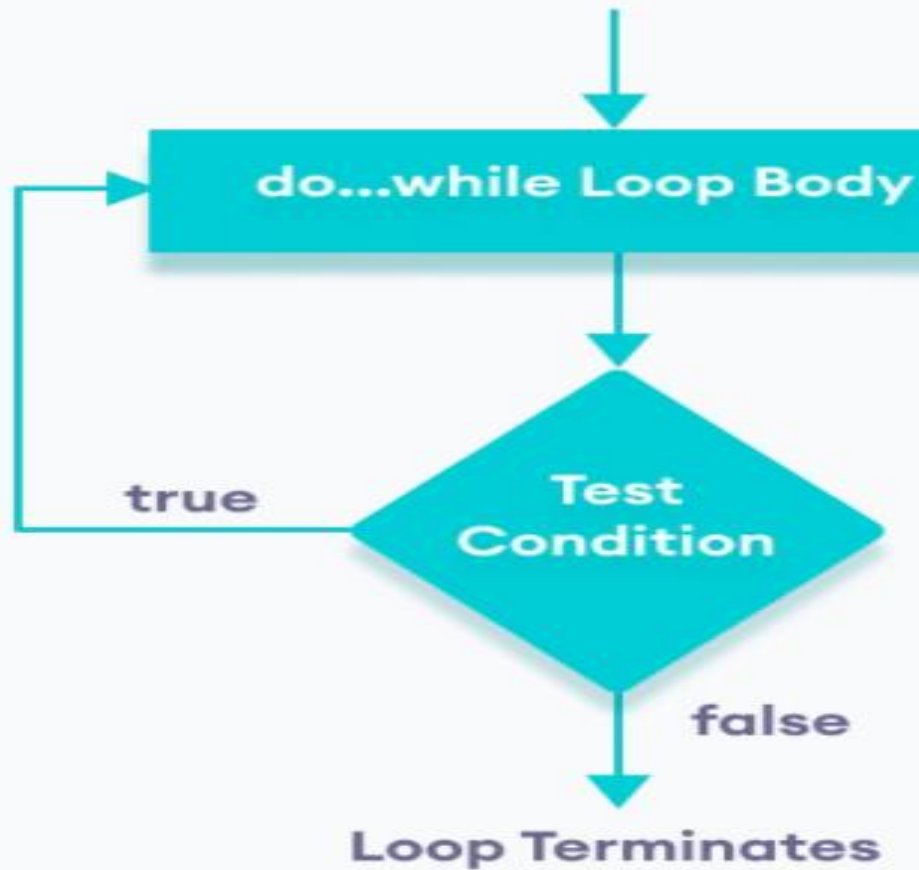 do...while Loop Body
true
Test
Condition
false
Loop Terminates